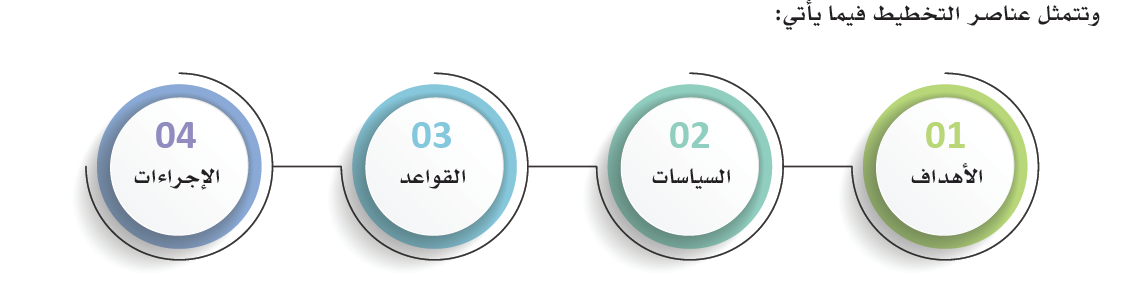 وتتمثل عناصر التخطيط فيما يأتي:
01
الأهداف
02
السياسات
03
القواعد
04
الإجراءات